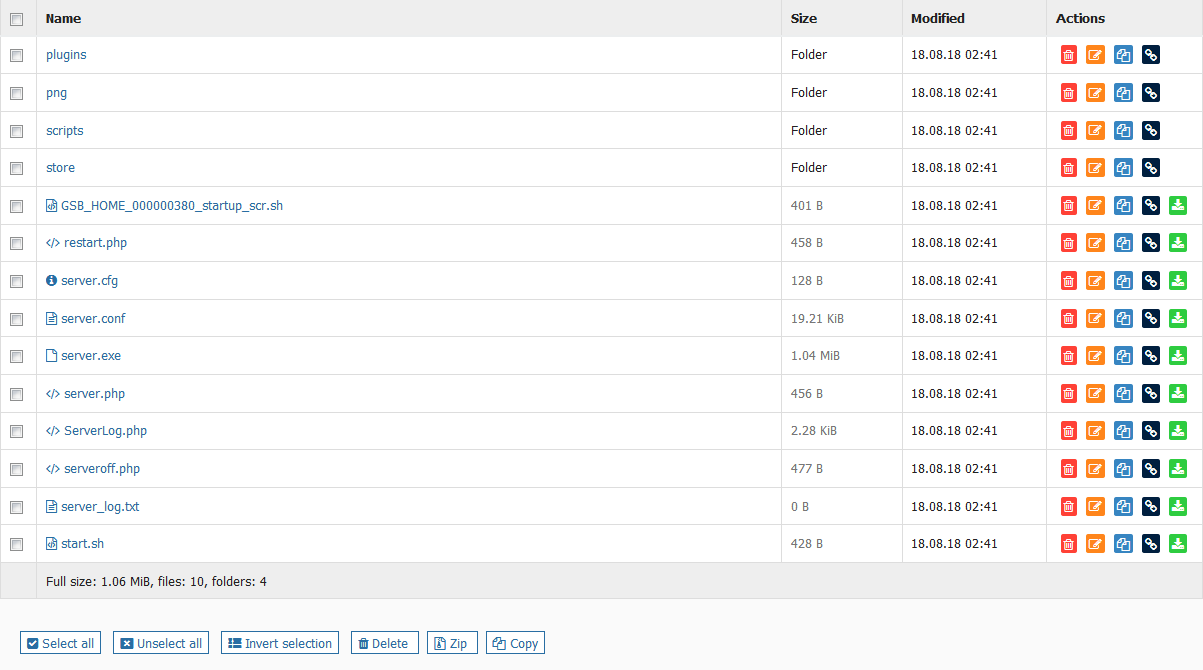 Name Size Modified Actions
plugins Folder 18.08.18 02:41
png Folder 18.08.18 02:41
scripts Folder 18.08.18 02:41
store Folder 18.08.18 02:41
GSB_HOME_000000380_startup_scr.sh 401 B 18.08.18 02:41
restart.php 458 B 18.08.18 02:41
server.cfg 128 B 18.08.18 02:41
server.conf 19.21 KiB 18.08.18 02:41
server.exe 1.04 MiB 18.08.18 02:41
server.php 456 B 18.08.18 02:41
ServerLog.php 2.28 KiB 18.08.18 02:41
serveroff.php 477 B 18.08.18 02:41
server_log.txt 0 B 18.08.18 02:41
start.sh 428 B 18.08.18 02:41
Full size: 1.06 MiB, files: 10, folders: 4
Select all Unselect all Invert selection Delete Zip Copy